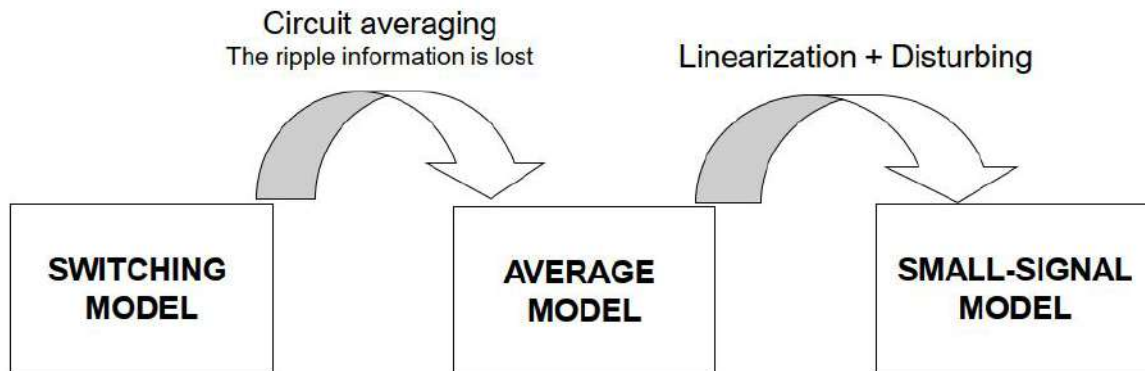 Circuit averaging
The ripple information is lost
Linearization + Disturbing
SWITCHING
MODEL
AVERAGE
MODEL
SMALL-SIGNAL
MODEL